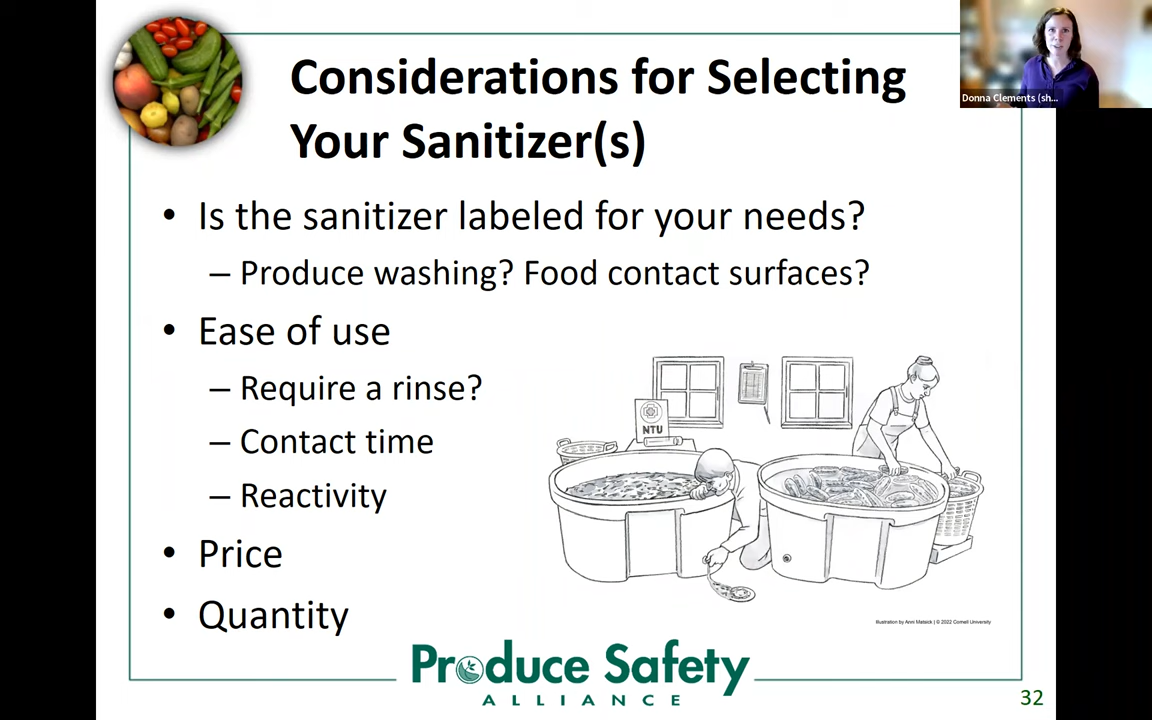 Considerations for Selecting
Your Sanitizer(s)
Donna Clements (sh...
• Is the sanitizer labeled for your needs?
– Produce washing? Food contact surfaces?
• Ease of use
– Require a rinse?
– Contact time
– Reactivity
NTU
• Price
• Quantity
Illustration by Anni Matsick | © 2022 Cornell University
Produce Safety
ALLIANCE
32